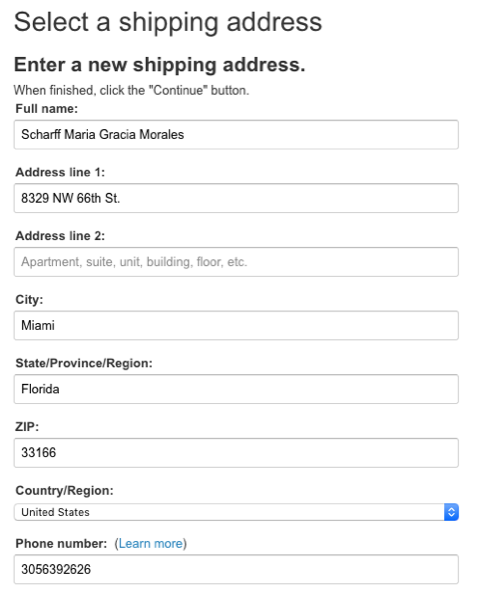 Select a shipping address
Enter a new shipping address.
When finished, click the "Continue" button.
Full name:
Scharff Maria Gracia Morales
Address line 1:
8329 NW 66th St.
Address line 2:
Apartment, suite, unit, building, floor, etc.
City:
Miami
State/Province/Region:
Florida
ZIP:
33166
Country/Region:
United States
Phone number: (Learn more)
3056392626